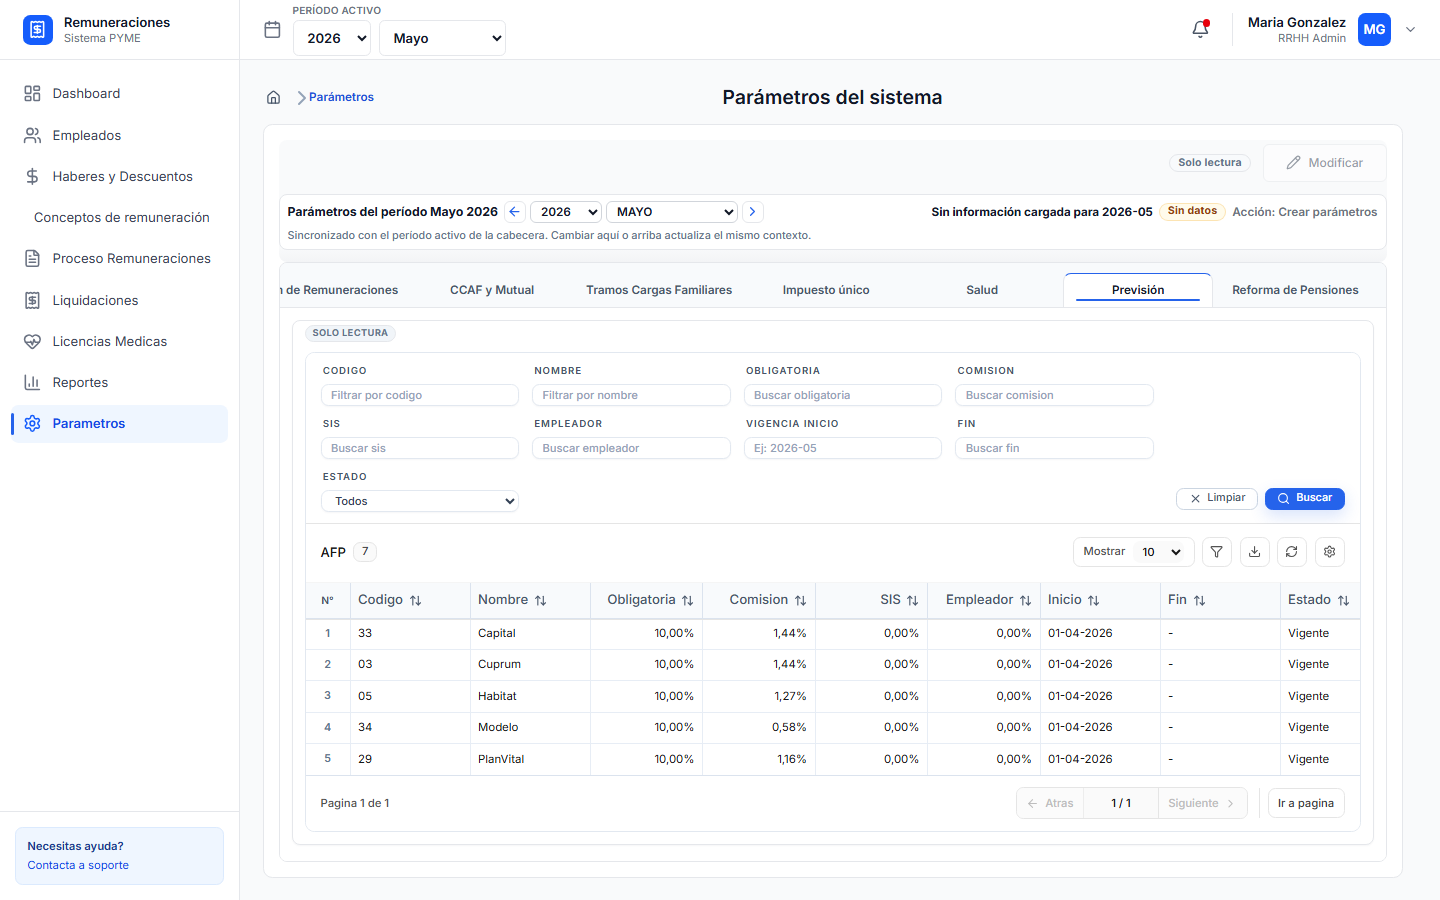 Remuneraciones
Sistema PYME
PERÍODO ACTIVO
2026 Mayo
Maria Gonzalez
RRHH Admin
MG
Dashboard
Empleados
Haberes y Descuentos
Conceptos de remuneración
Proceso Remuneraciones
Liquidaciones
Licencias Medicas
Reportes
Parametros
Necesitas ayuda?
Contacta a soporte
Parámetros
Parámetros del sistema
Solo lectura Modificar
Parámetros del período Mayo 2026 2026 MAYO Sin información cargada para 2026-05 Sin datos Acción: Crear parámetros
Sincronizado con el período activo de la cabecera. Cambiar aquí o arriba actualiza el mismo contexto.
n de Remuneraciones CCAF y Mutual Tramos Cargas Familiares Impuesto único Salud Previsión Reforma de Pensiones
SOLO LECTURA
CODIGO NOMBRE OBLIGATORIA COMISION
Filtrar por codigo Filtrar por nombre Buscar obligatoria Buscar comision
SIS EMPLEADOR VIGENCIA INICIO FIN
Buscar sis Buscar empleador Ej: 2026-05 Buscar fin
ESTADO
Todos Limpiar Buscar
AFP 7 Mostrar 10
N° Codigo Nombre Obligatoria Comision SIS Empleador Inicio Fin Estado
1 33 Capital 10,00% 1,44% 0,00% 0,00% 01-04-2026 - Vigente
2 03 Cuprum 10,00% 1,44% 0,00% 0,00% 01-04-2026 - Vigente
3 05 Habitat 10,00% 1,27% 0,00% 0,00% 01-04-2026 - Vigente
4 34 Modelo 10,00% 0,58% 0,00% 0,00% 01-04-2026 - Vigente
5 29 PlanVital 10,00% 1,16% 0,00% 0,00% 01-04-2026 - Vigente
Pagina 1 de 1 Atras 1 / 1 Siguiente Ir a pagina